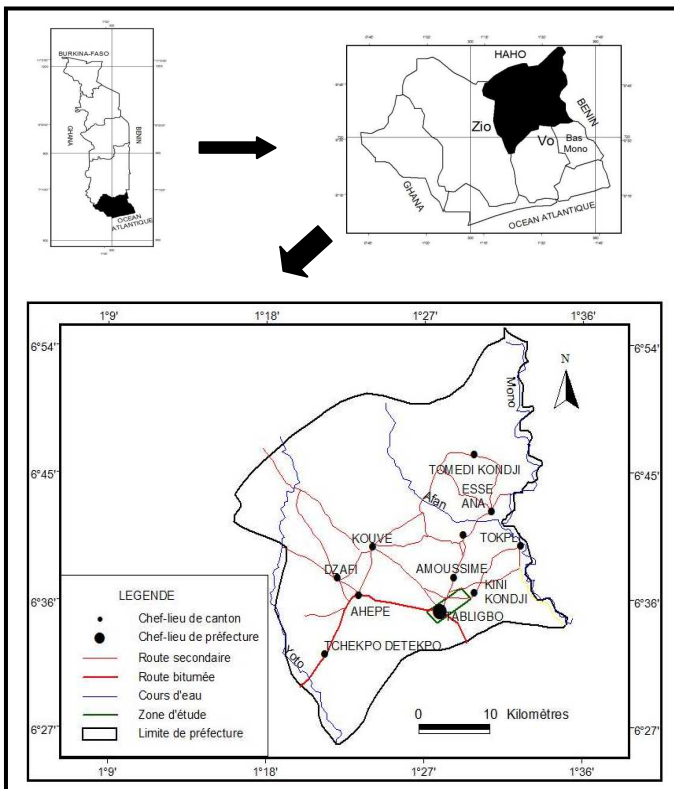 BURKINA-FASO
GHANA
BENIN
OCEAN
ATLANTIQUE
HAHO
BENIN
Zio
Vo
Bas
Mono
GHANA
OCEAN ATLANTIQUE
1°9' 1°18' 1°27' 1°36'
6°54' 6°54'
N
Mono
6°45' 6°45'
TOMEDI KONDJI
ESSE
ANA
Afan
KOUVE
TOKPLI
DZAFI
AMOUSSIME
KINI
KONDJI
6°36' 6°36'
AHEPE
TABLIGBO
TCHEKPO DETEKPO
Yoto
LEGENDE
Chef-lieu de canton
Chef-lieu de préfecture
Route secondaire
Route bitumée
Cours d'eau
Zone d'étude
Limite de préfecture
0 10 Kilomètres
6°27' 6°27'
1°9' 1°18' 1°27' 1°36'